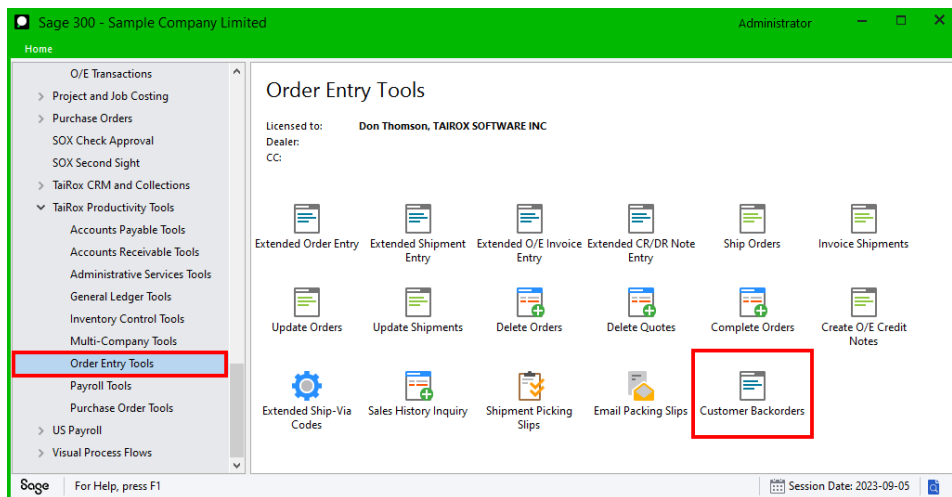 Sage 300 - Sample Company Limited
Administrator
Home
O/E Transactions
Project and Job Costing
Purchase Orders
SOX Check Approval
SOX Second Sight
TaiRox CRM and Collections
TaiRox Productivity Tools
Accounts Payable Tools
Accounts Receivable Tools
Administrative Services Tools
General Ledger Tools
Inventory Control Tools
Multi-Company Tools
Order Entry Tools
Payroll Tools
Purchase Order Tools
US Payroll
Visual Process Flows
Order Entry Tools
Licensed to: Don Thomson, TAIROX SOFTWARE INC
Dealer:
CC:
Extended Order Entry
Extended Shipment
Entry
Extended O/E Invoice
Entry
Extended CR/DR Note
Entry
Ship Orders
Invoice Shipments
Update Orders
Update Shipments
Delete Orders
Delete Quotes
Complete Orders
Create O/E Credit
Notes
Extended Ship-Via
Codes
Sales History Inquiry
Shipment Picking
Slips
Email Packing Slips
Customer Backorders
Sage
For Help, press F1
Session Date: 2023-09-05